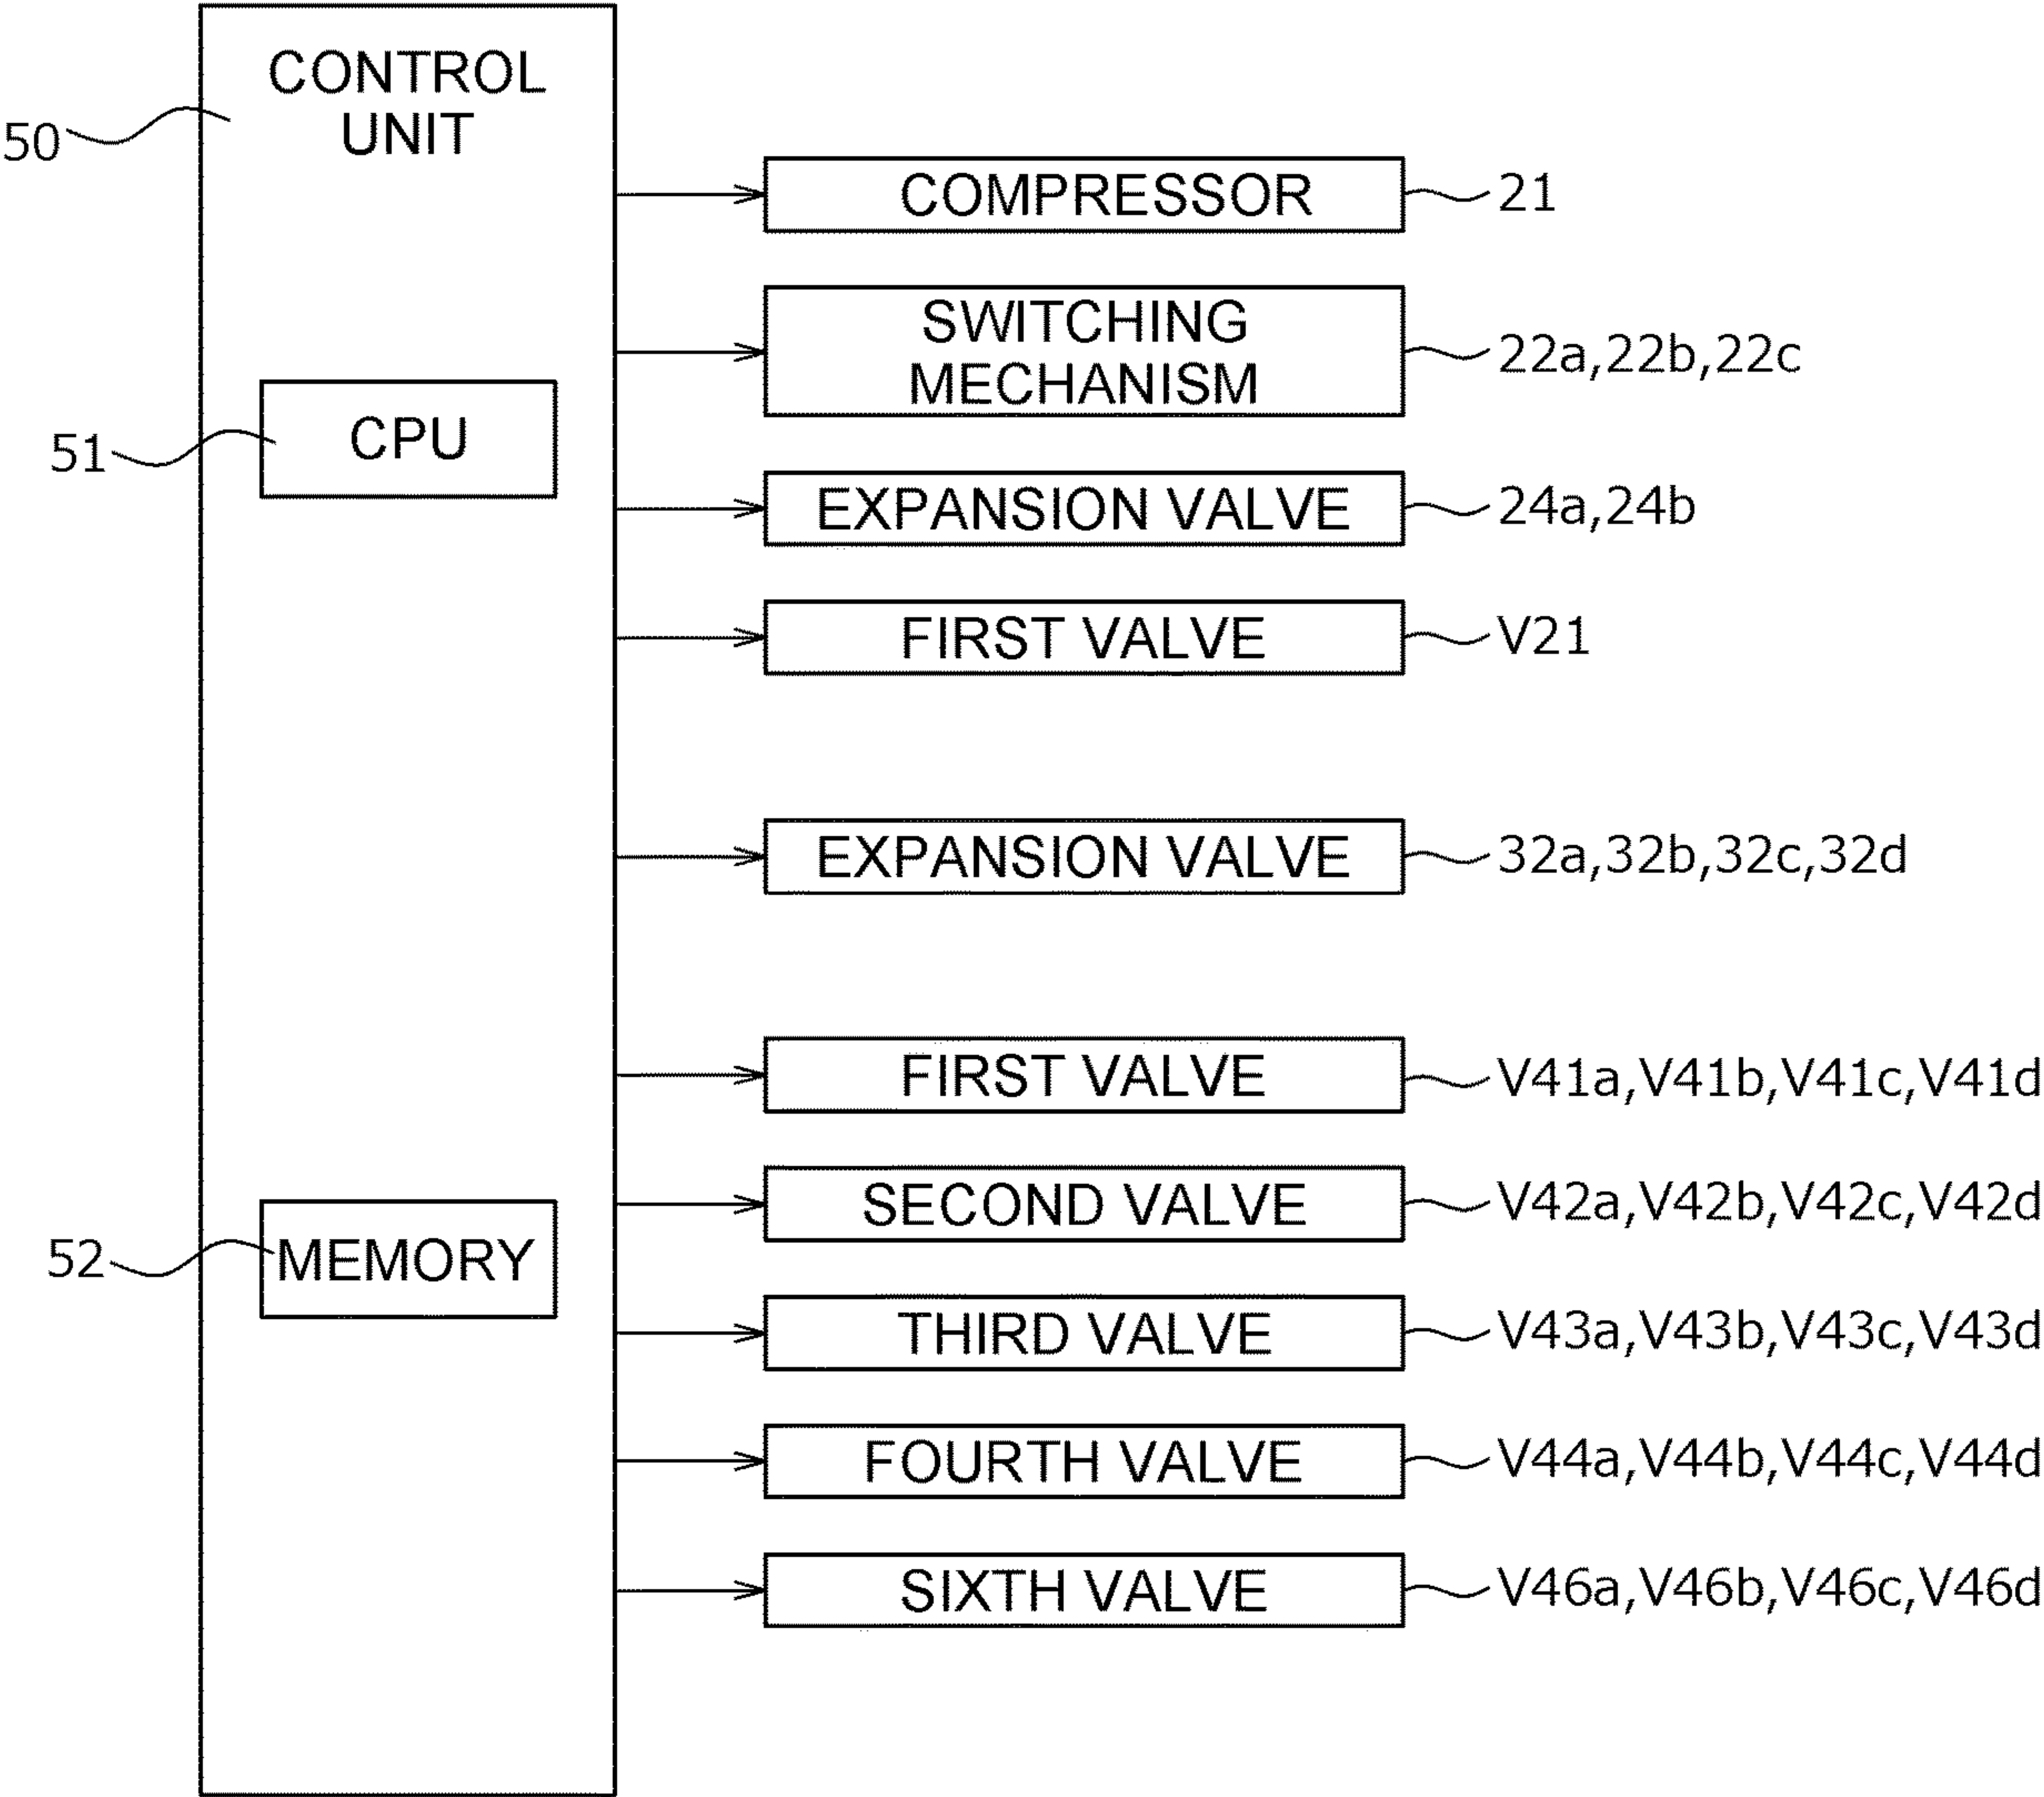 CONTROL
UNIT
50
COMPRESSOR
21
SWITCHING
MECHANISM
22a,22b,22c
CPU
51
EXPANSION VALVE
24a,24b
FIRST VALVE
V21
EXPANSION VALVE
32a,32b,32c,32d
FIRST VALVE
V41a,V41b,V41c,V41d
SECOND VALVE
V42a,V42b,V42c,V42d
MEMORY
52
THIRD VALVE
V43a,V43b,V43c,V43d
FOURTH VALVE
V44a,V44b,V44c,V44d
SIXTH VALVE
V46a,V46b,V46c,V46d